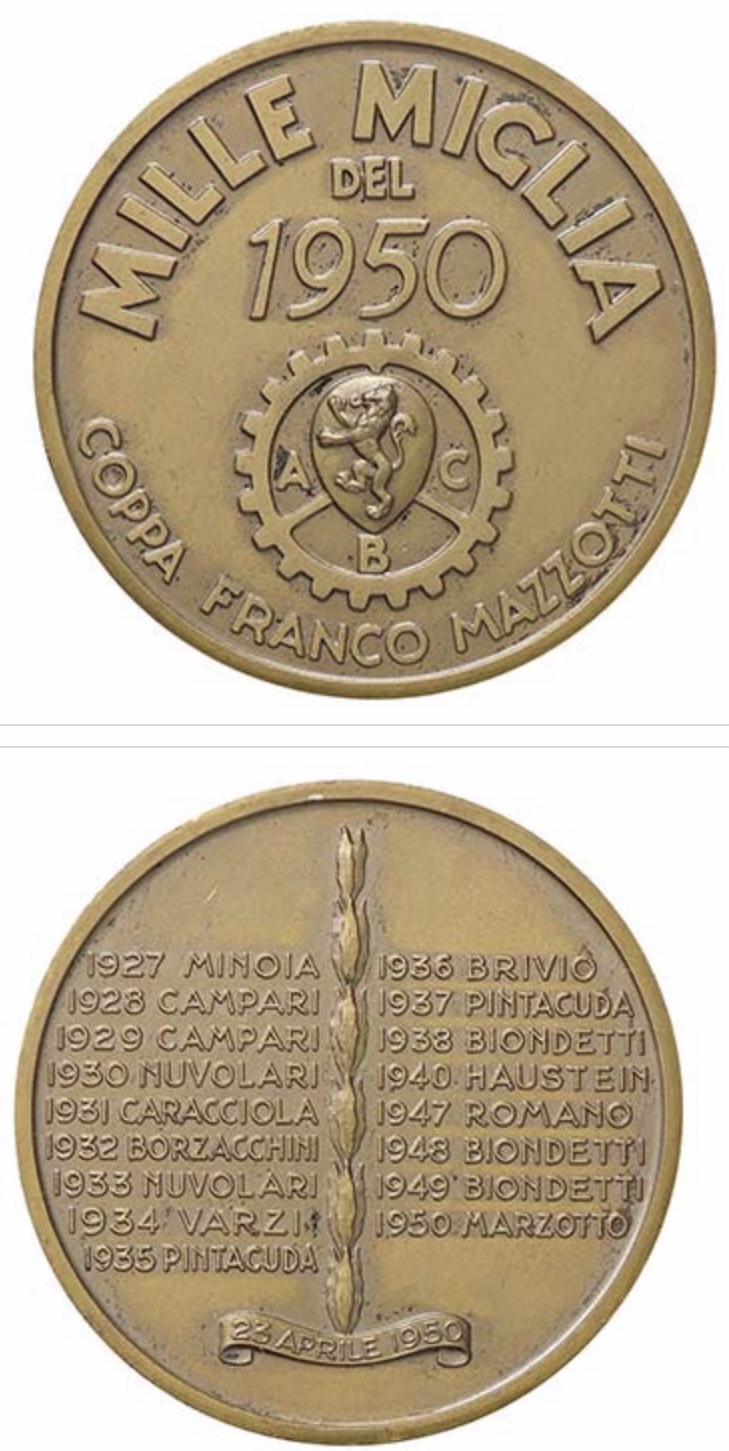 MILLE MIGLIA
DEL
1950
A C
B
COPPA FRANCO MAZZOTTI
1927 MINOIA
1928 CAMPARI
1929 CAMPARI
1930 NUVOLARI
1931 CARACCIOLA
1932 BORZACCHINI
1933 NUVOLARI
1934 VARZI
1935 PINTACUDA
1936 BRIVIO
1937 PINTACUDA
1938 BIONDETTI
1940 HAUSTEIN
1947 ROMANO
1948 BIONDETTI
1949 BIONDETTI
1950 MARZOTTO
23 APRILE 1950